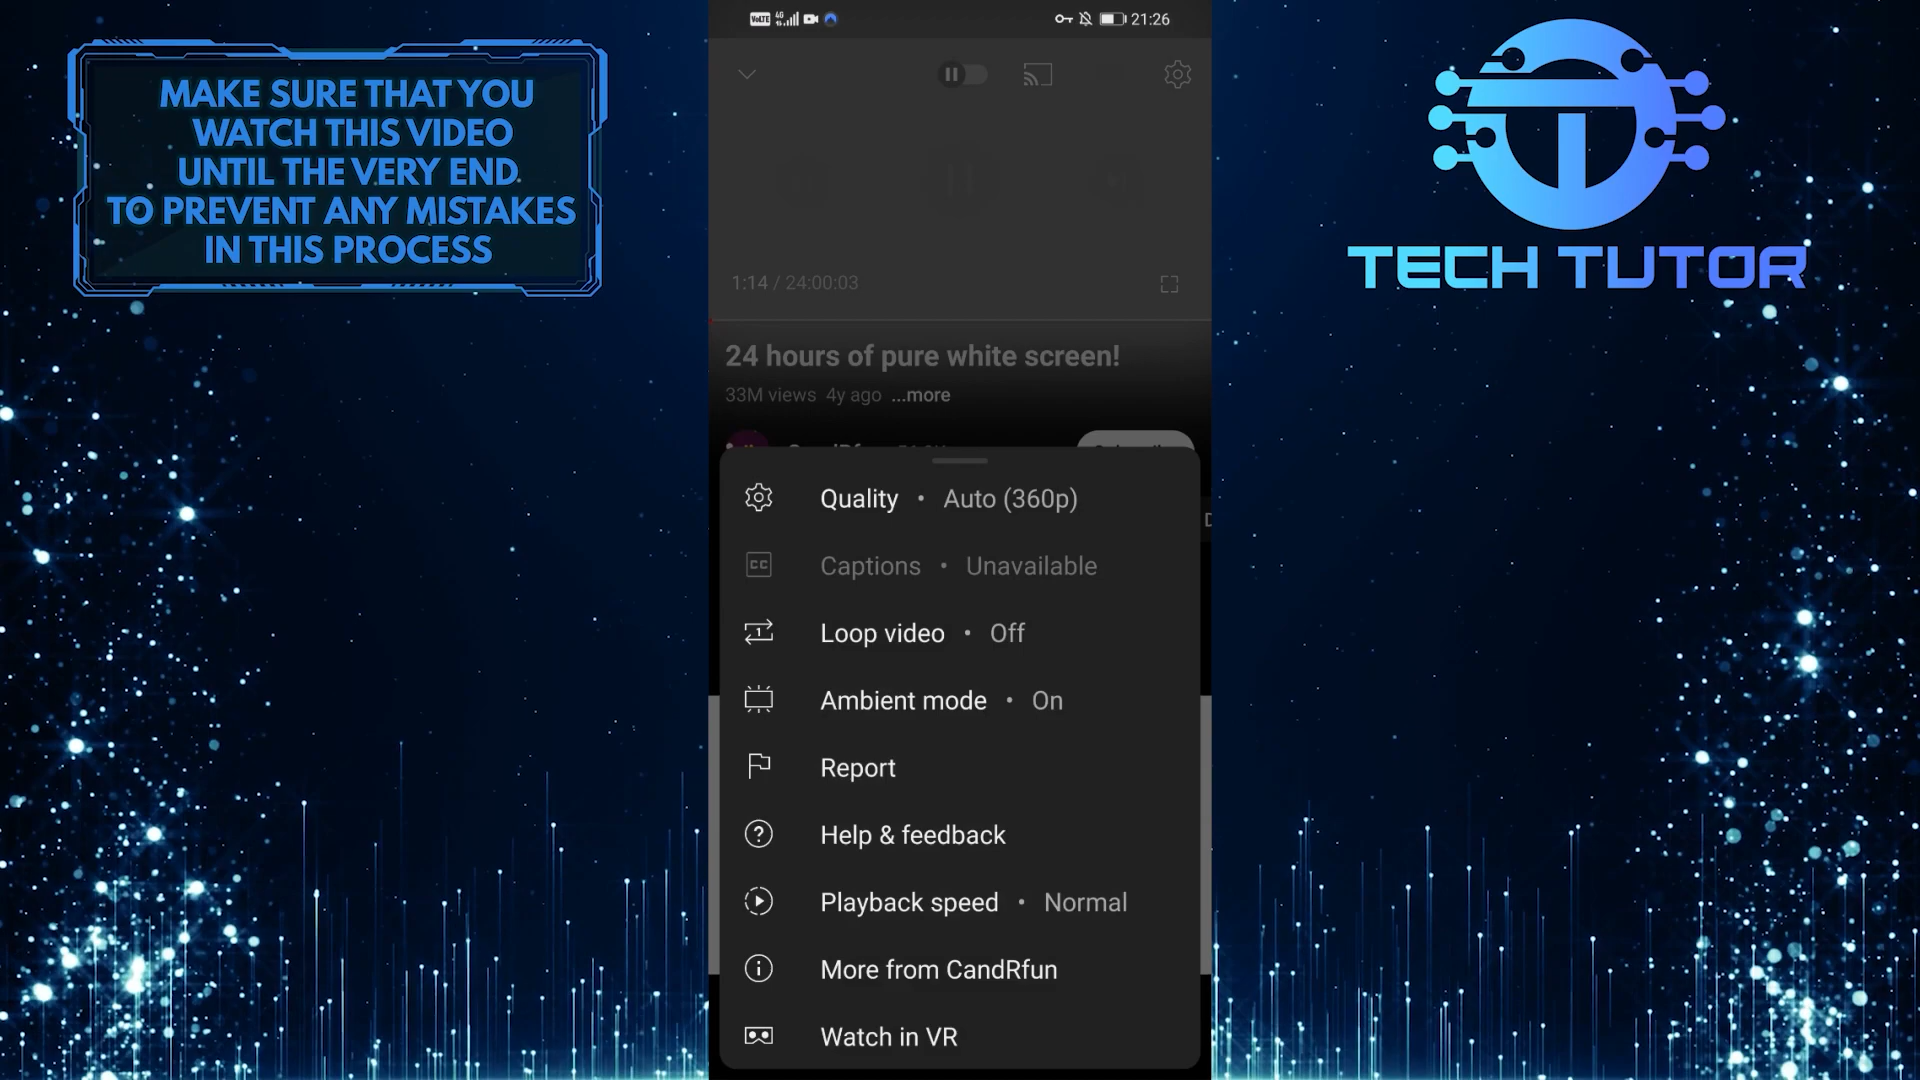 MAKE SURE THAT YOU
WATCH THIS VIDEO
UNTIL THE VERY END
TO PREVENT ANY MISTAKES
IN THIS PROCESS
VoLTE 4G 21:26
1:14 / 24:00:03
24 hours of pure white screen!
33M views 4y ago ...more
Quality • Auto (360p)
CC Captions • Unavailable
Loop video • Off
Ambient mode • On
Report
Help & feedback
Playback speed • Normal
More from CandRfun
Watch in VR
TECH TUTOR